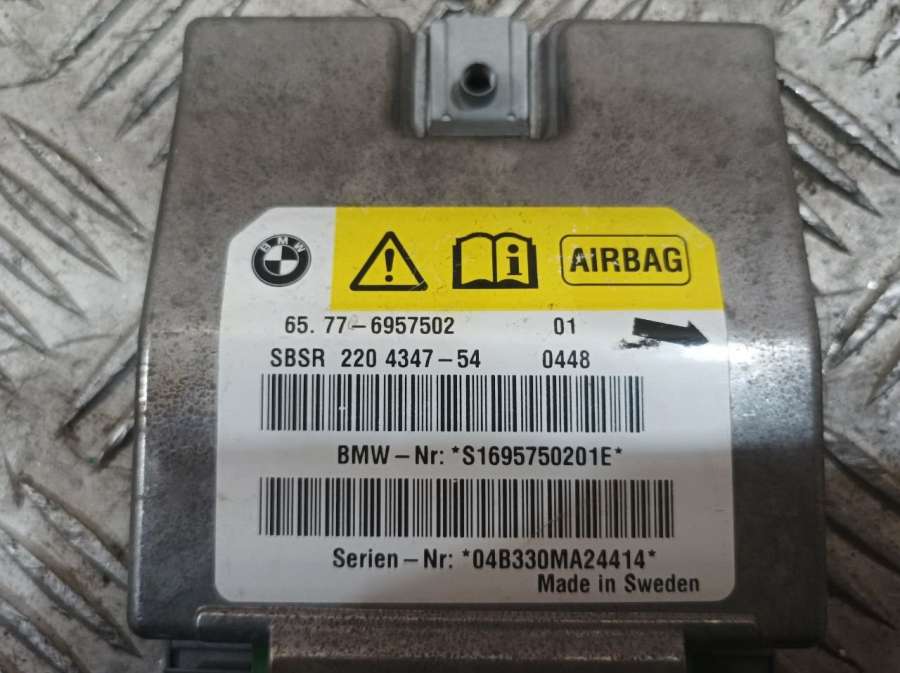 BMW
AIRBAG
65. 77-6957502 01
SBSR 220 4347-54 0448
BMW-Nr: *S1695750201E*
Serien-Nr: *04B330MA24414*
Made in Sweden